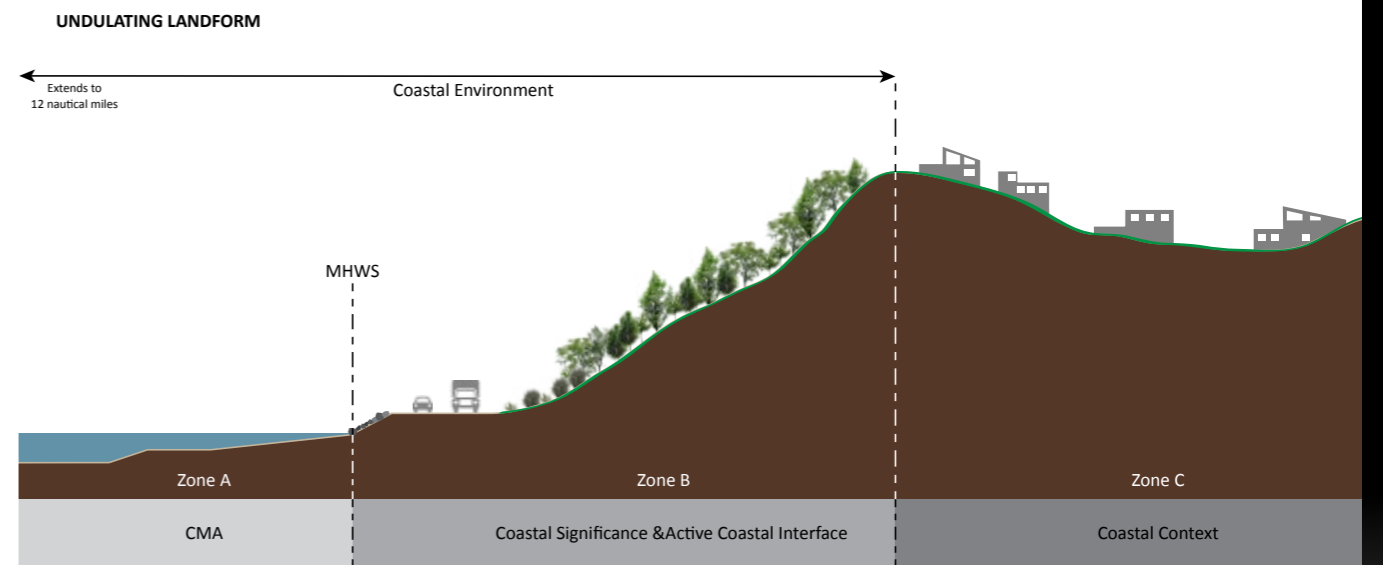 UNDULATING LANDFORM
Extends to
12 nautical miles
Coastal Environment
MHWS
Zone A
Zone B
Zone C
CMA
Coastal Significance &Active Coastal Interface
Coastal Context